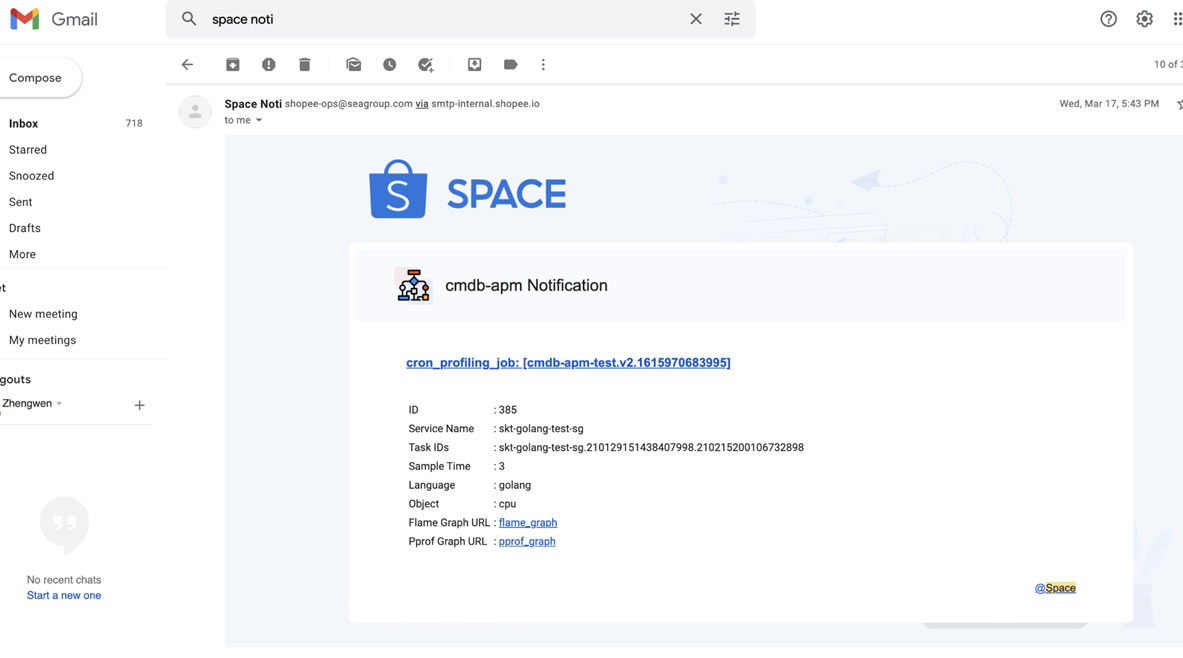 Gmail
space noti
Compose
10 of 3
Space Noti shopee-ops@seagroup.com via smtp-internal.shopee.io
Wed, Mar 17, 5:43 PM
to me
Inbox 718
Starred
Snoozed
Sent
Drafts
More
et
New meeting
My meetings
gouts
Zhengwen
No recent chats
Start a new one
S SPACE
cmdb-apm Notification
cron_profiling_job: [cmdb-apm-test.v2.1615970683995]
ID : 385
Service Name : skt-golang-test-sg
Task IDs : skt-golang-test-sg.210129151438407998.210215200106732898
Sample Time : 3
Language : golang
Object : cpu
Flame Graph URL : flame_graph
Pprof Graph URL : pprof_graph
@Space